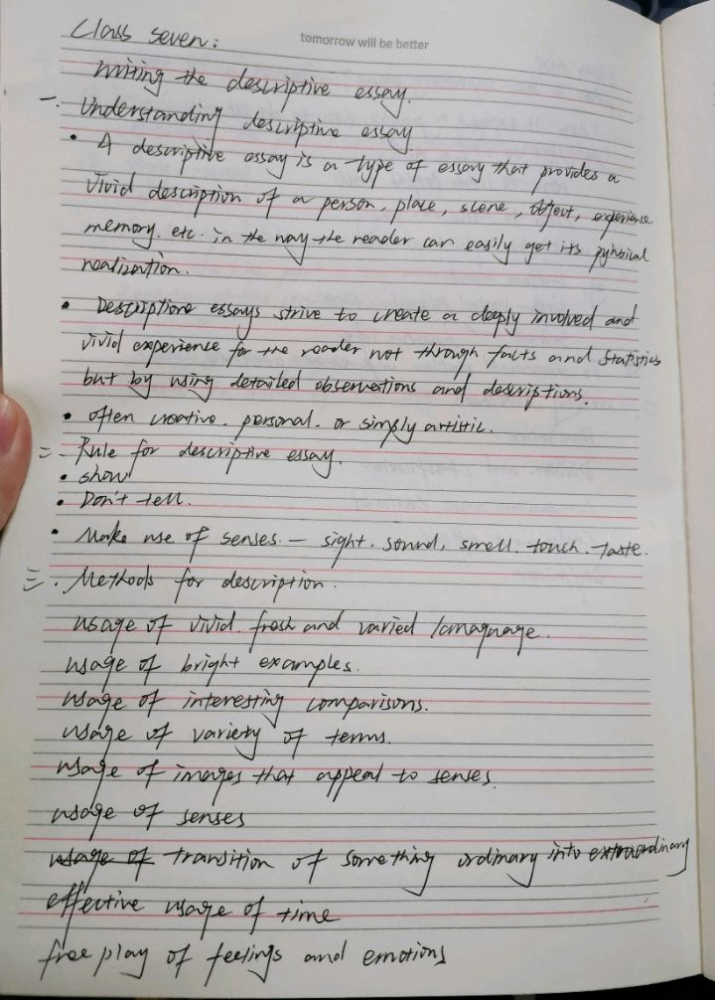 tomorrow will be better
Class seven:
writing the descriptive essay.
一. Understanding descriptive essay
• A descriptive essay is a type of essay that provides a
vivid description of a person, place, scene, object, experience
memory. etc. in the way the reader can easily get its pyhsical
realization.
• Descriptione essays strive to create a deeply involved and
vivid experience for the reader not through facts and statistics
but by using detailed observations and descriptions.
• often creative. personal. or simply artistic.
二. Rule for descriptive essay.
• show
• Don't tell.
• Make use of senses. — sight. sound, smell. touch. taste.
三. Methods for description.
usage of vivid. fresh and varied lamaguage.
usage of bright examples.
usage of interesting comparisons.
usage of variety of terms.
usage of images that appeal to senses.
usage of senses
usage of transition of something ordinary into extraordinary
effective usage of time
free play of feelings and emotions